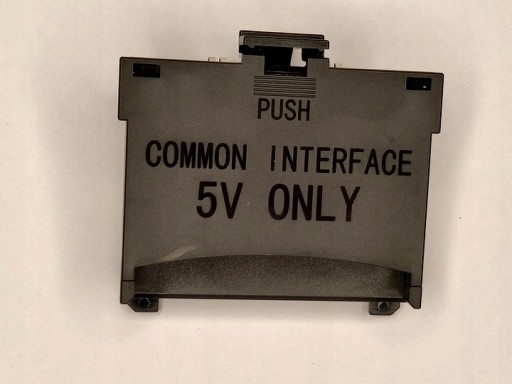 PUSH
COMMON INTERFACE
5V ONLY